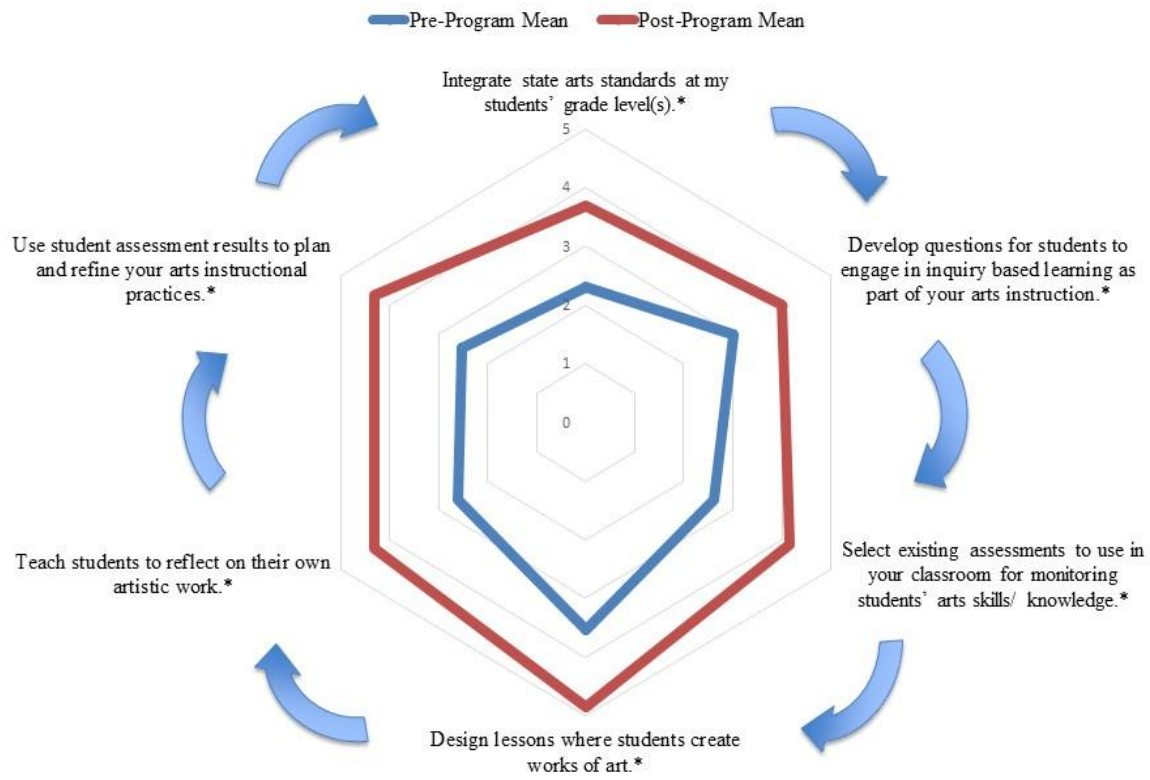 Pre-Program Mean Post-Program Mean
Integrate state arts standards at my
students’ grade level(s).*
5
4
3
2
1
0
Develop questions for students to
engage in inquiry based learning as
part of your arts instruction.*
Select existing assessments to use in
your classroom for monitoring
students’ arts skills/ knowledge.*
Design lessons where students create
works of art.*
Teach students to reflect on their own
artistic work.*
Use student assessment results to plan
and refine your arts instructional
practices.*